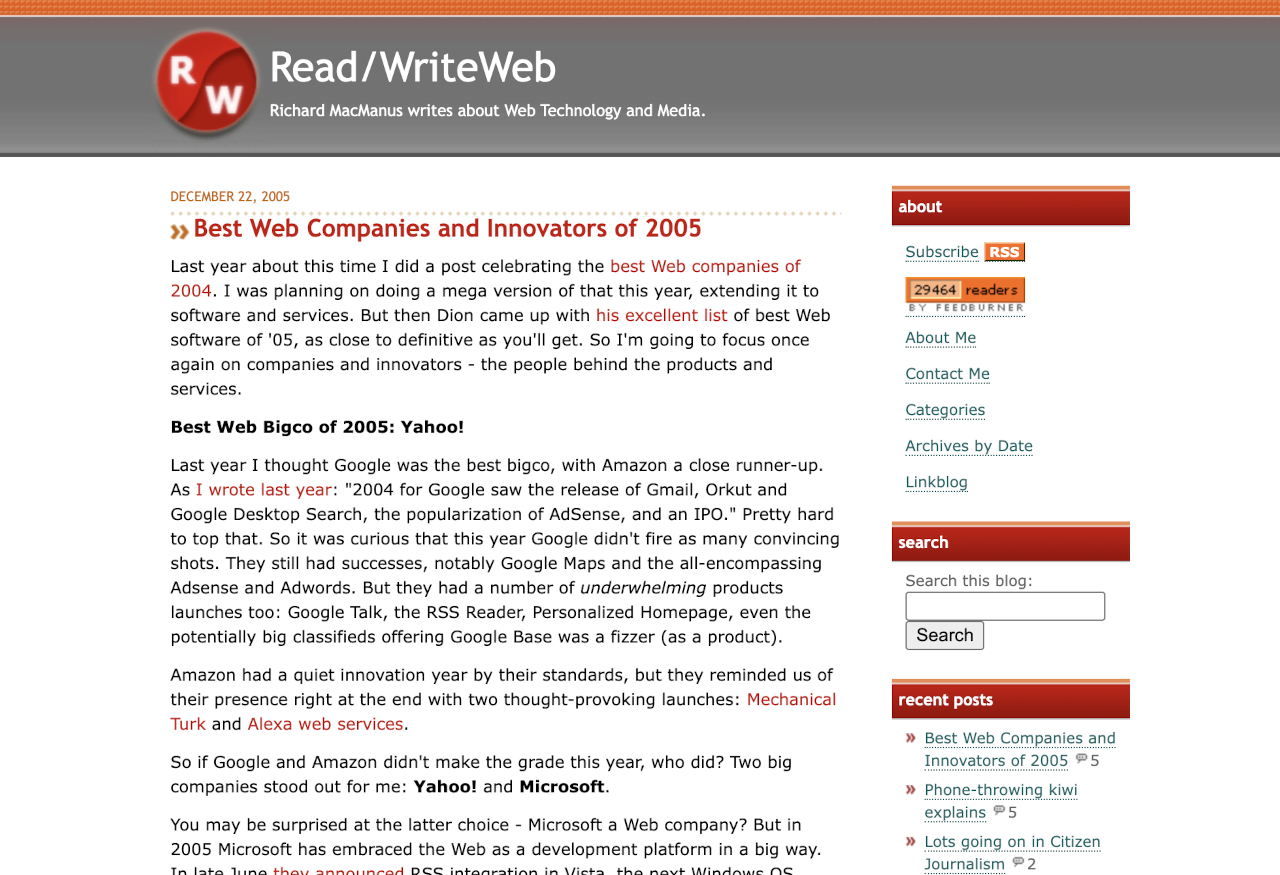 R W
Read/WriteWeb
Richard MacManus writes about Web Technology and Media.
DECEMBER 22, 2005
Best Web Companies and Innovators of 2005
Last year about this time I did a post celebrating the best Web companies of
2004. I was planning on doing a mega version of that this year, extending it to
software and services. But then Dion came up with his excellent list of best Web
software of '05, as close to definitive as you'll get. So I'm going to focus once
again on companies and innovators - the people behind the products and
services.
Best Web Bigco of 2005: Yahoo!
Last year I thought Google was the best bigco, with Amazon a close runner-up.
As I wrote last year: "2004 for Google saw the release of Gmail, Orkut and
Google Desktop Search, the popularization of AdSense, and an IPO." Pretty hard
to top that. So it was curious that this year Google didn't fire as many convincing
shots. They still had successes, notably Google Maps and the all-encompassing
Adsense and Adwords. But they had a number of underwhelming products
launches too: Google Talk, the RSS Reader, Personalized Homepage, even the
potentially big classifieds offering Google Base was a fizzer (as a product).
Amazon had a quiet innovation year by their standards, but they reminded us of
their presence right at the end with two thought-provoking launches: Mechanical
Turk and Alexa web services.
So if Google and Amazon didn't make the grade this year, who did? Two big
companies stood out for me: Yahoo! and Microsoft.
You may be surprised at the latter choice - Microsoft a Web company? But in
2005 Microsoft has embraced the Web as a development platform in a big way.
In late June they announced RSS integration in Vista, the next Windows OS
about
Subscribe RSS
29464 readers
BY FEEDBURNER
About Me
Contact Me
Categories
Archives by Date
Linkblog
search
Search this blog:
Search
recent posts
Best Web Companies and
Innovators of 2005 5
Phone-throwing kiwi
explains 5
Lots going on in Citizen
Journalism 2